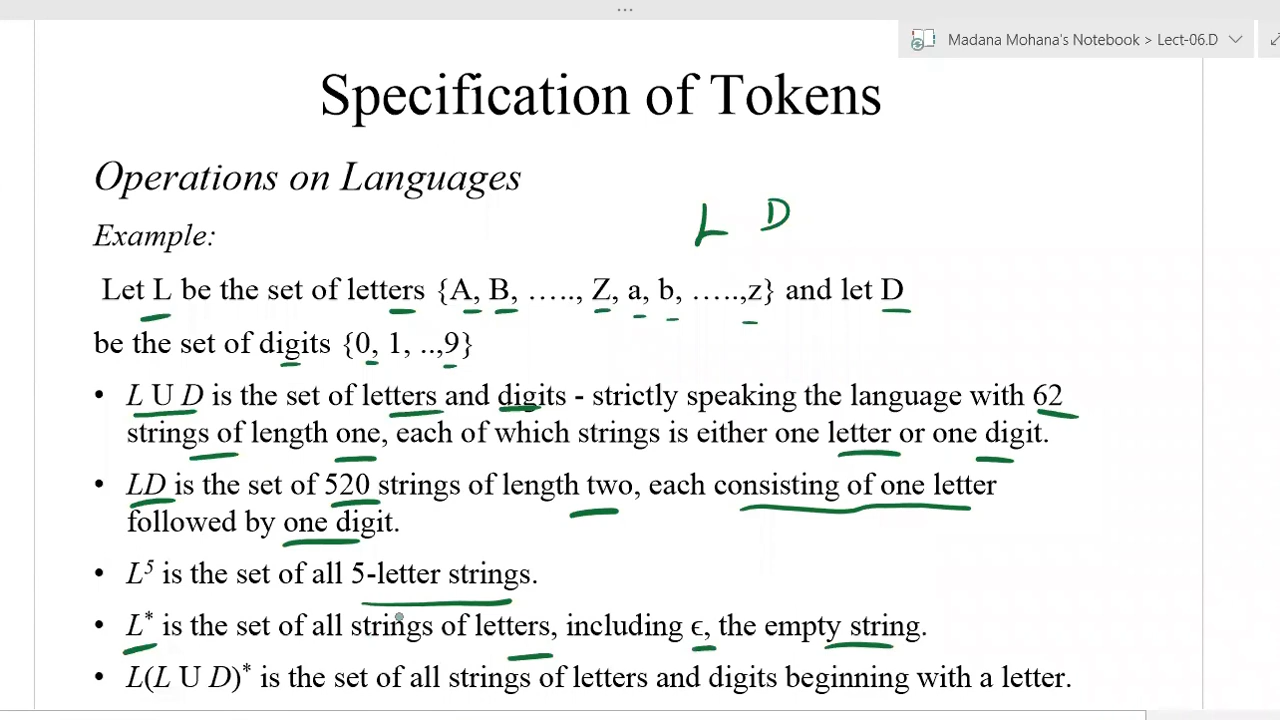 Madana Mohana's Notebook > Lect-06.D
Specification of Tokens
Operations on Languages
L D
Example:
Let L be the set of letters {A, B, ….., Z, a, b, …..,z} and let D
be the set of digits {0, 1, ..,9}
• L U D is the set of letters and digits - strictly speaking the language with 62
strings of length one, each of which strings is either one letter or one digit.
• LD is the set of 520 strings of length two, each consisting of one letter
followed by one digit.
• L⁵ is the set of all 5-letter strings.
• L* is the set of all strings of letters, including ϵ, the empty string.
• L(L U D)* is the set of all strings of letters and digits beginning with a letter.